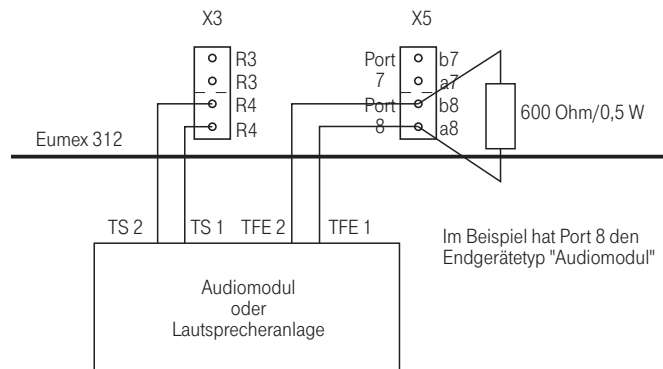 X3
X5
R3
R3
R4
R4
Port
7
Port
8
b7
a7
b8
a8
600 Ohm/0,5 W
Eumex 312
TS 2
TS 1
TFE 2
TFE 1
Audiomodul
oder
Lautsprecheranlage
Im Beispiel hat Port 8 den
Endgerätetyp "Audiomodul"